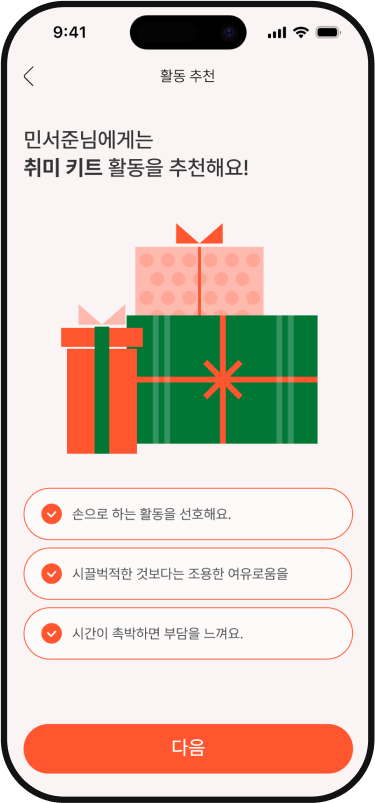 9:41
활동 추천
민서준님에게는
취미 키트 활동을 추천해요!
손으로 하는 활동을 선호해요.
시끌벅적한 것보다는 조용한 여유로움을
시간이 촉박하면 부담을 느껴요.
다음